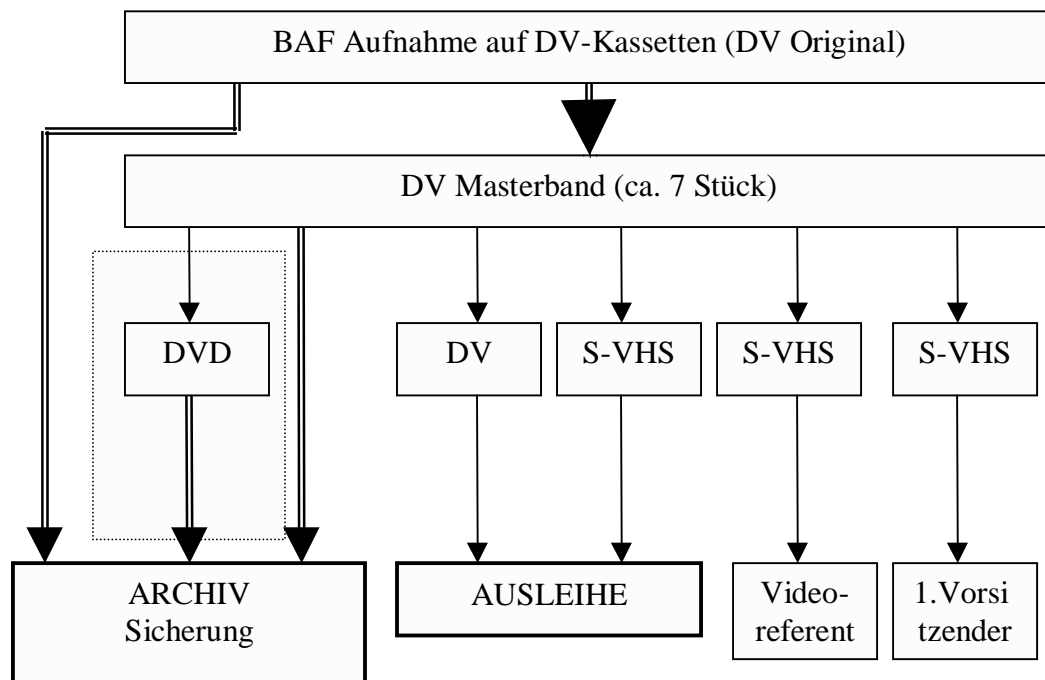 BAF Aufnahme auf DV-Kassetten (DV Original)
DV Masterband (ca. 7 Stück)
DVD
DV
S-VHS
S-VHS
S-VHS
ARCHIV
Sicherung
AUSLEIHE
Video-
referent
1.Vorsi
tzender